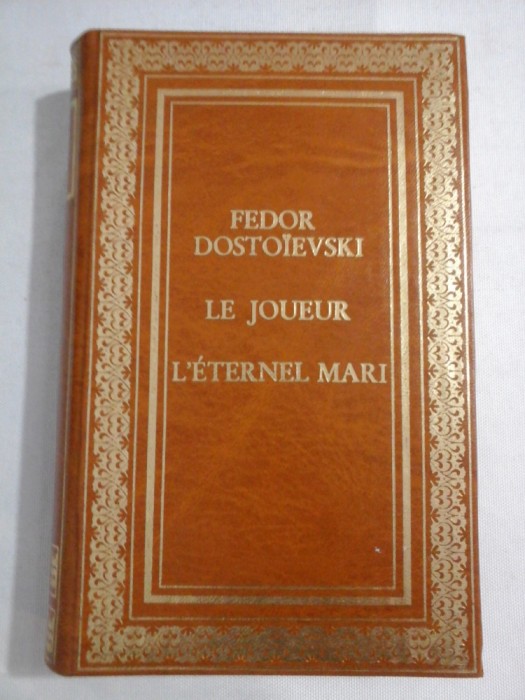 FEDOR
DOSTOÏEVSKI
LE JOUEUR
L'ÉTERNEL MARI